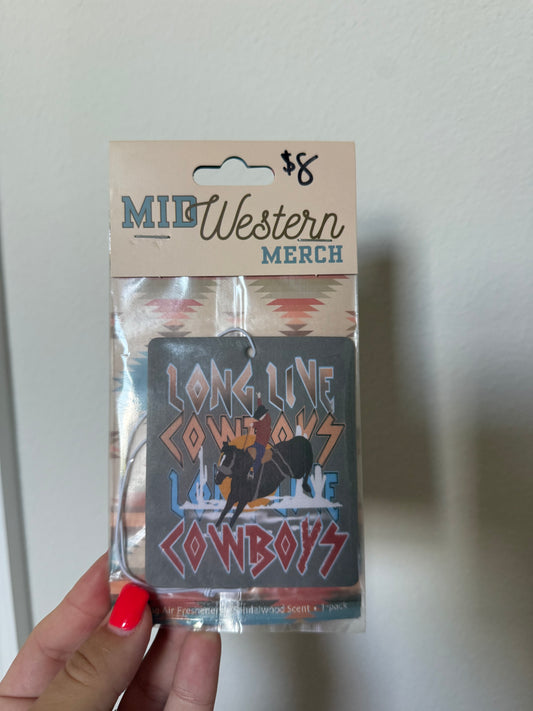 $8
MID Western
MERCH
LONG LIVE
COWBOYS
LONG LIVE
COWBOYS
Air Freshener • Sandalwood Scent • 1-pack